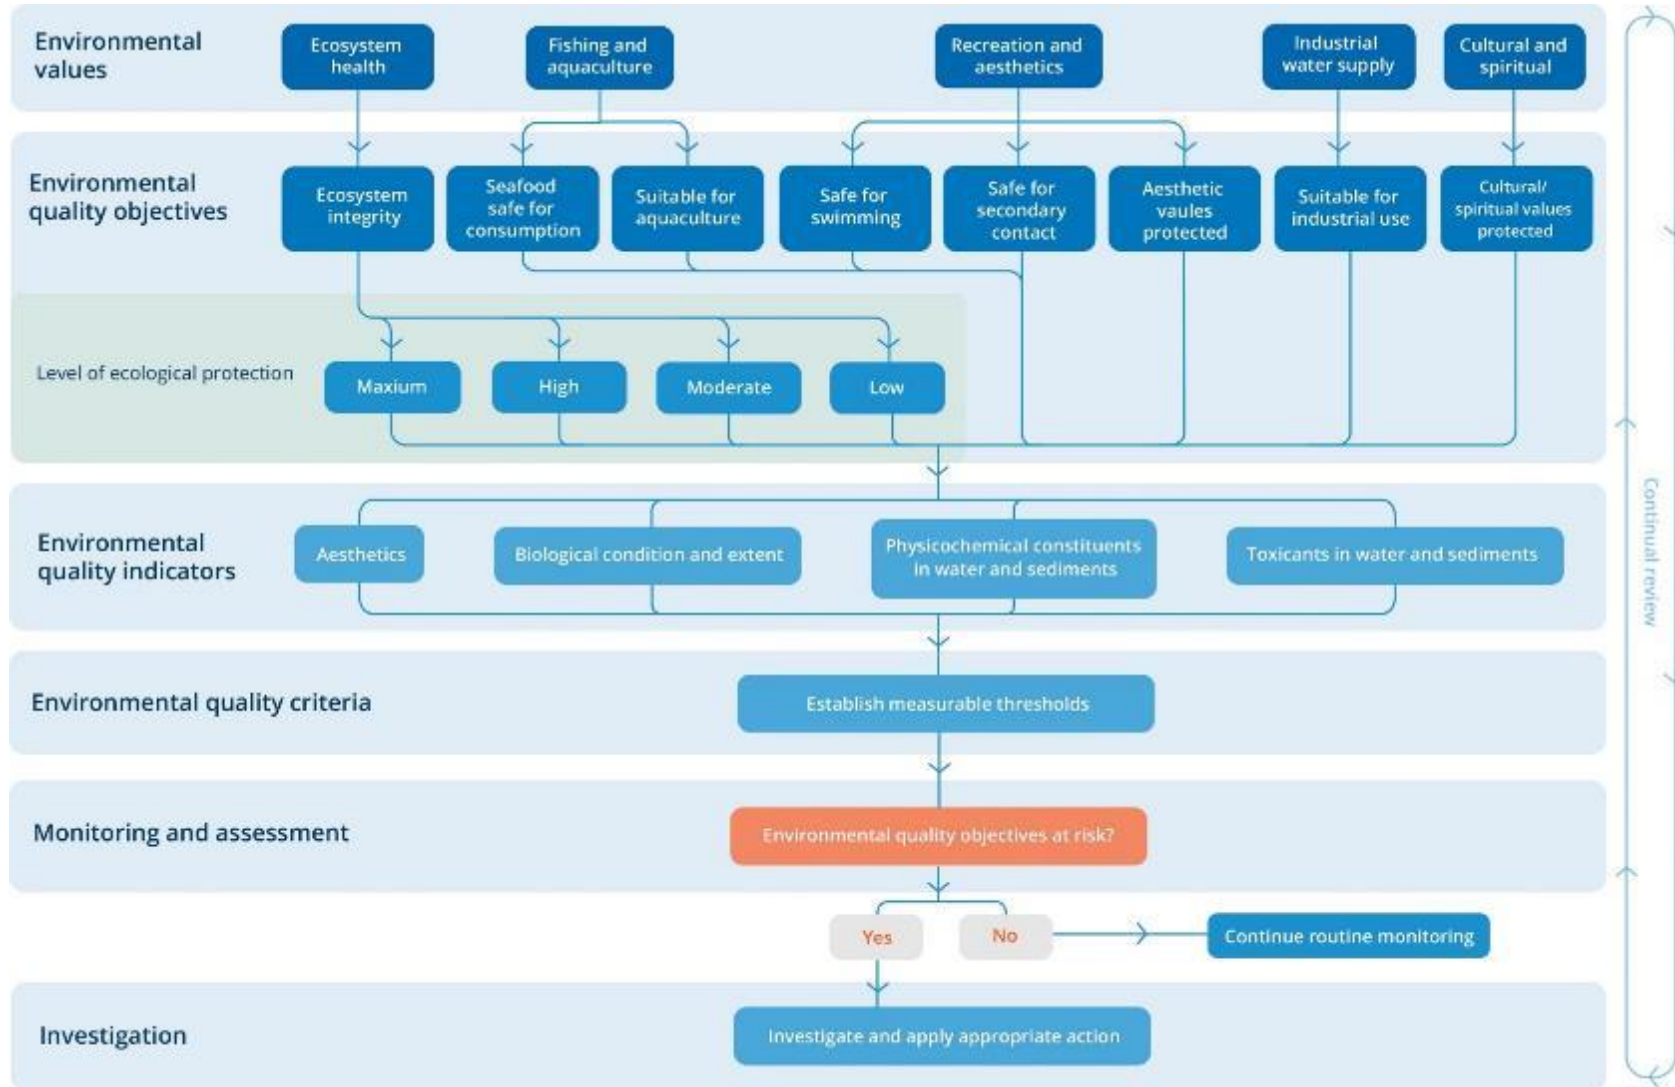 Environmental
values
Ecosystem
health
Fishing and
aquaculture
Recreation and
aesthetics
Industrial
water supply
Cultural and
spiritual
Environmental
quality objectives
Ecosystem
integrity
Seafood
safe for
consumption
Suitable for
aquaculture
Safe for
swimming
Safe for
secondary
contact
Aesthetic
vaules
protected
Suitable for
industrial use
Cultural/
spiritual values
protected
Level of ecological protection
Maxium
High
Moderate
Low
Environmental
quality indicators
Aesthetics
Biological condition and extent
Physicochemical constituents
in water and sediments
Toxicants in water and sediments
Environmental quality criteria
Establish measurable thresholds
Monitoring and assessment
Environmental quality objectives at risk?
Yes
No
Continue routine monitoring
Investigation
Investigate and apply appropriate action
Continual review